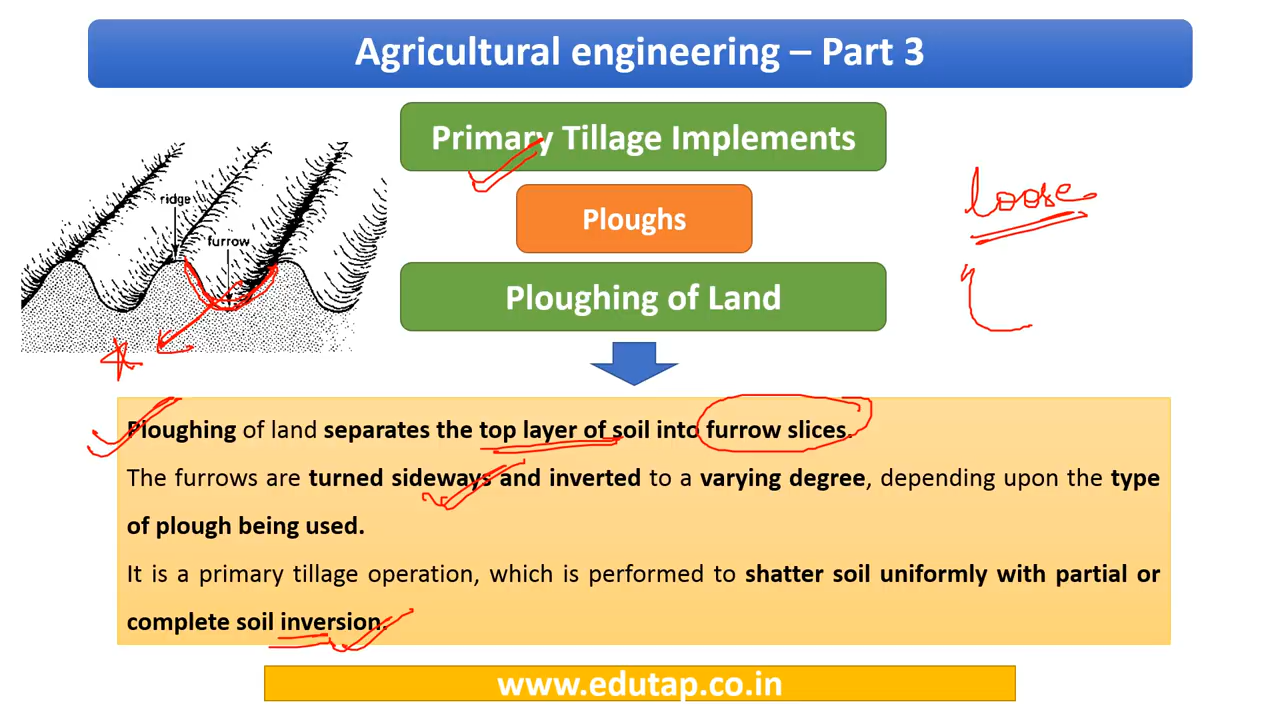 Agricultural engineering – Part 3
Primary Tillage Implements
ridge
furrow
loose
Ploughs
Ploughing of Land
Ploughing of land separates the top layer of soil into furrow slices.
The furrows are turned sideways and inverted to a varying degree, depending upon the type
of plough being used.
It is a primary tillage operation, which is performed to shatter soil uniformly with partial or
complete soil inversion.
www.edutap.co.in